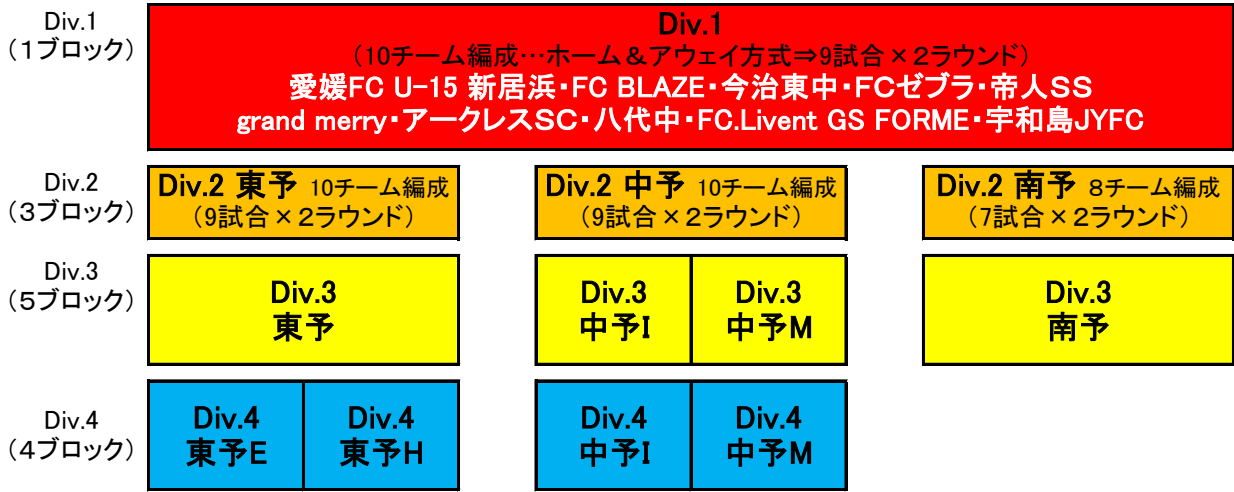 Div.1
（１ブロック）
Div.1
（10チーム編成…ホーム＆アウェイ方式⇒9試合×２ラウンド）
愛媛FC U-15 新居浜・FC BLAZE・今治東中・FCゼブラ・帝人SS
grand merry・アークレスSC・八代中・FC.Livent GS FORME・宇和島JYFC
Div.2
（３ブロック）
Div.2 東予 10チーム編成
（9試合×２ラウンド）
Div.2 中予 10チーム編成
（9試合×２ラウンド）
Div.2 南予 8チーム編成
（7試合×２ラウンド）
Div.3
（５ブロック）
Div.3
東予
Div.3
中予I
Div.3
中予M
Div.3
南予
Div.4
（４ブロック）
Div.4
東予E
Div.4
東予H
Div.4
中予I
Div.4
中予M